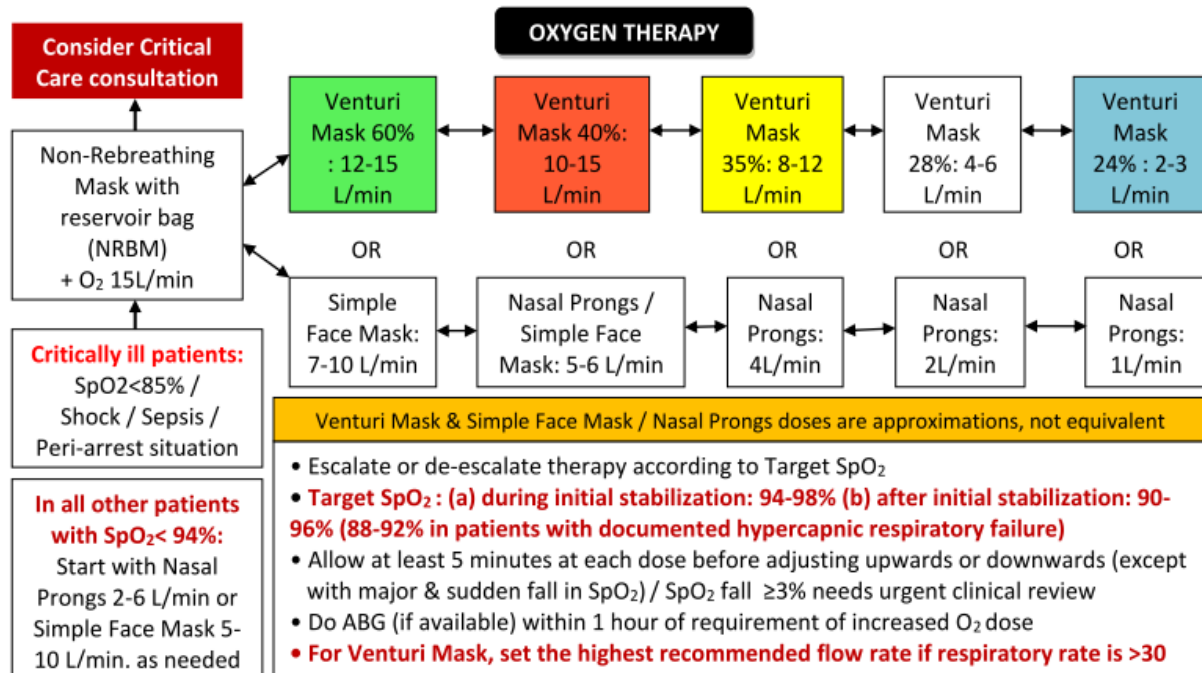 OXYGEN THERAPY
Consider Critical
Care consultation
Non-Rebreathing
Mask with
reservoir bag
(NRBM)
+ O₂ 15L/min
Critically ill patients:
SpO2<85% /
Shock / Sepsis /
Peri-arrest situation
In all other patients
with SpO₂< 94%:
Start with Nasal
Prongs 2-6 L/min or
Simple Face Mask 5-
10 L/min. as needed
Venturi
Mask 60%
: 12-15
L/min
Venturi
Mask 40%:
10-15
L/min
Venturi
Mask
35%: 8-12
L/min
Venturi
Mask
28%: 4-6
L/min
Venturi
Mask
24% : 2-3
L/min
OR
OR
OR
OR
OR
Simple
Face Mask:
7-10 L/min
Nasal Prongs /
Simple Face
Mask: 5-6 L/min
Nasal
Prongs:
4L/min
Nasal
Prongs:
2L/min
Nasal
Prongs:
1L/min
Venturi Mask & Simple Face Mask / Nasal Prongs doses are approximations, not equivalent
• Escalate or de-escalate therapy according to Target SpO₂
• Target SpO₂ : (a) during initial stabilization: 94-98% (b) after initial stabilization: 90-
96% (88-92% in patients with documented hypercapnic respiratory failure)
• Allow at least 5 minutes at each dose before adjusting upwards or downwards (except
with major & sudden fall in SpO₂) / SpO₂ fall ≥3% needs urgent clinical review
• Do ABG (if available) within 1 hour of requirement of increased O₂ dose
• For Venturi Mask, set the highest recommended flow rate if respiratory rate is >30